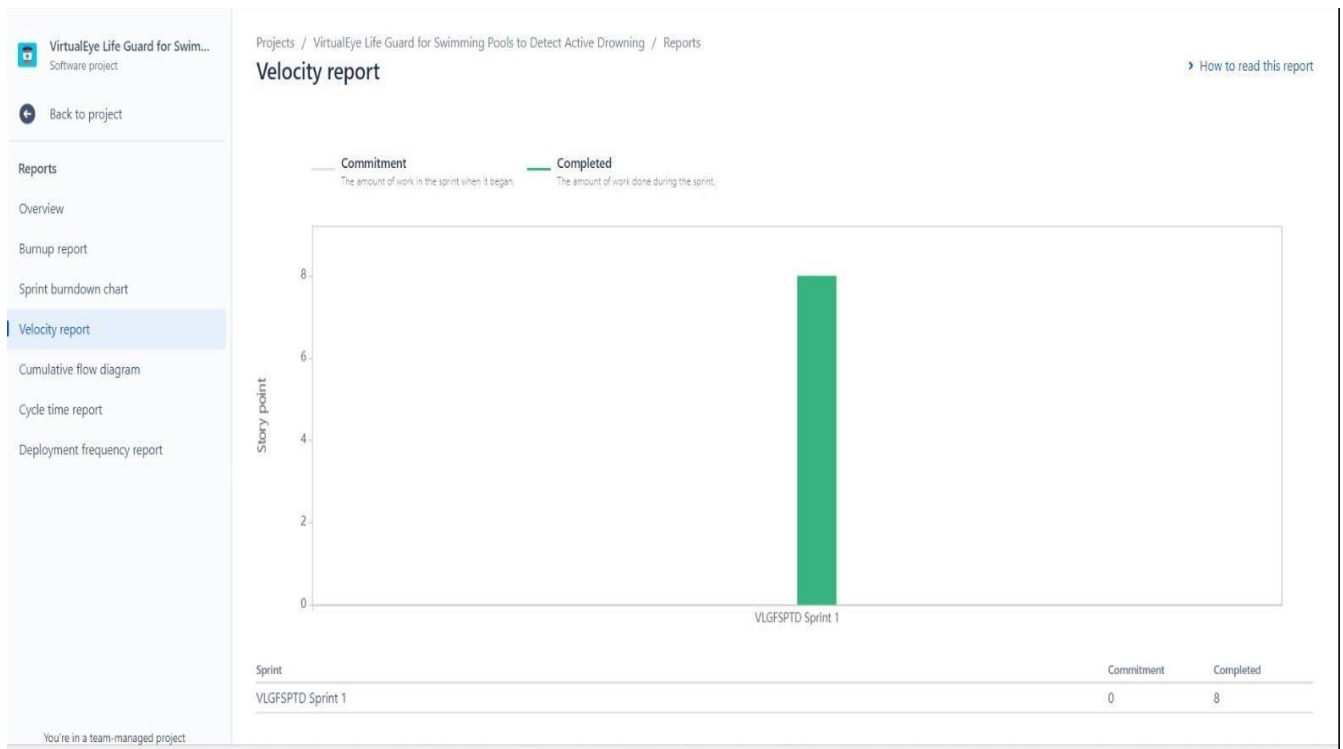 VirtualEye Life Guard for Swim...
Software project
Back to project
Reports
Overview
Burnup report
Sprint burndown chart
Velocity report
Cumulative flow diagram
Cycle time report
Deployment frequency report
You're in a team-managed project
Projects / VirtualEye Life Guard for Swimming Pools to Detect Active Drowning / Reports
Velocity report
How to read this report
Commitment
The amount of work in the sprint when it began.
Completed
The amount of work done during the sprint.
Story point
8
6
4
2
0
VLGFSPTD Sprint 1
Sprint Commitment Completed
VLGFSPTD Sprint 1 0 8